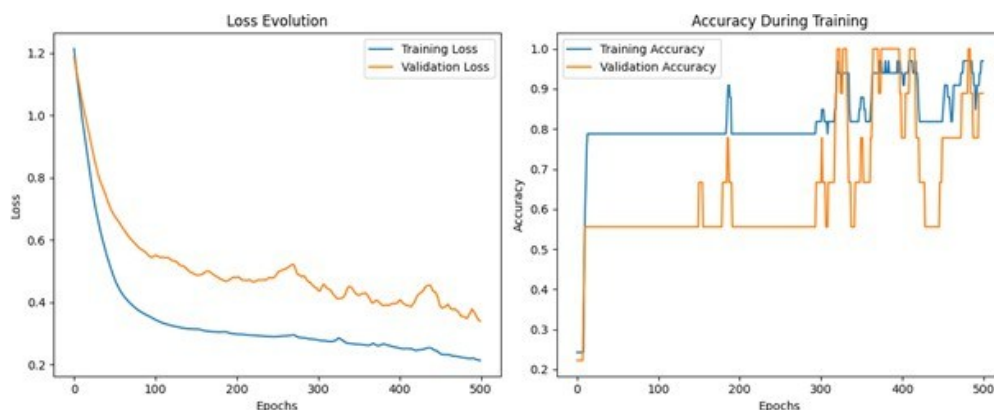 Loss Evolution
Training Loss
Validation Loss
1.2
1.0
0.8
0.6
0.4
0.2
Loss
0
100
200
300
400
500
Epochs
Accuracy During Training
Training Accuracy
Validation Accuracy
1.0
0.9
0.8
0.7
0.6
0.5
0.4
0.3
0.2
Accuracy
0
100
200
300
400
500
Epochs